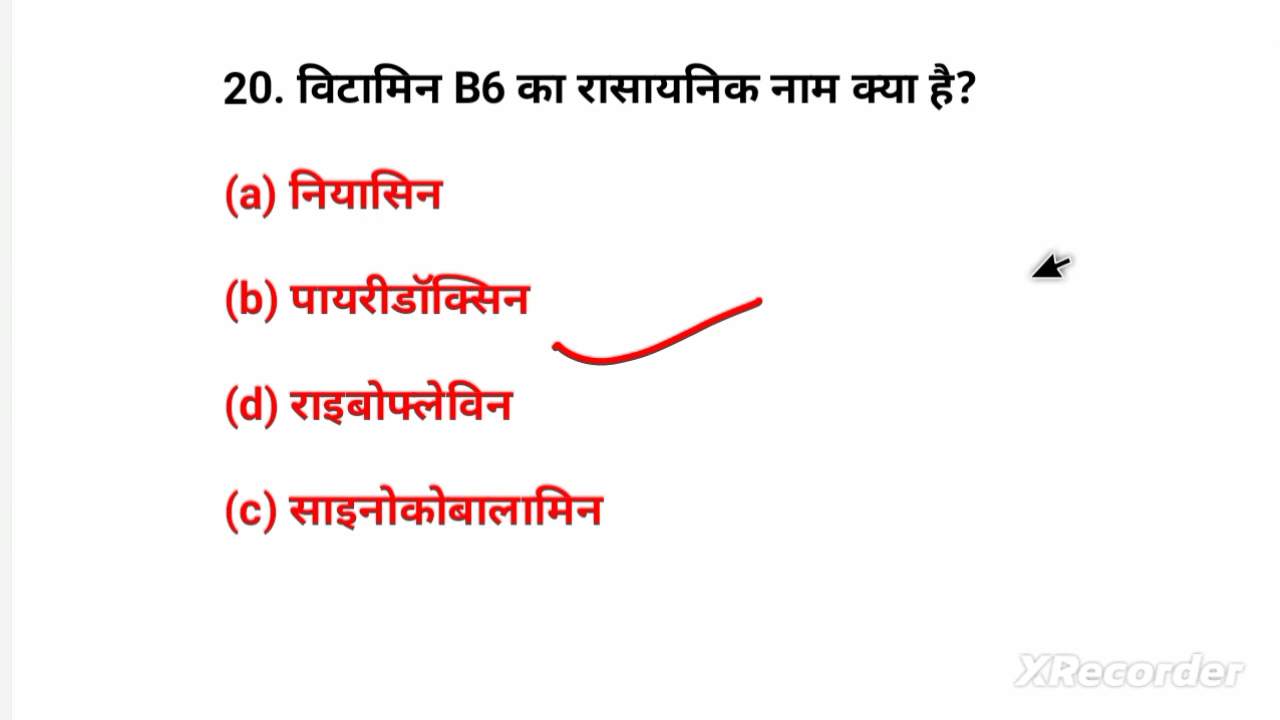 20. विटामिन B6 का रासायनिक नाम क्या है?
(a) नियासिन
(b) पायरीडॉक्सिन
(d) राइबोफ्लेविन
(c) साइनोकोबालामिन
XRecorder